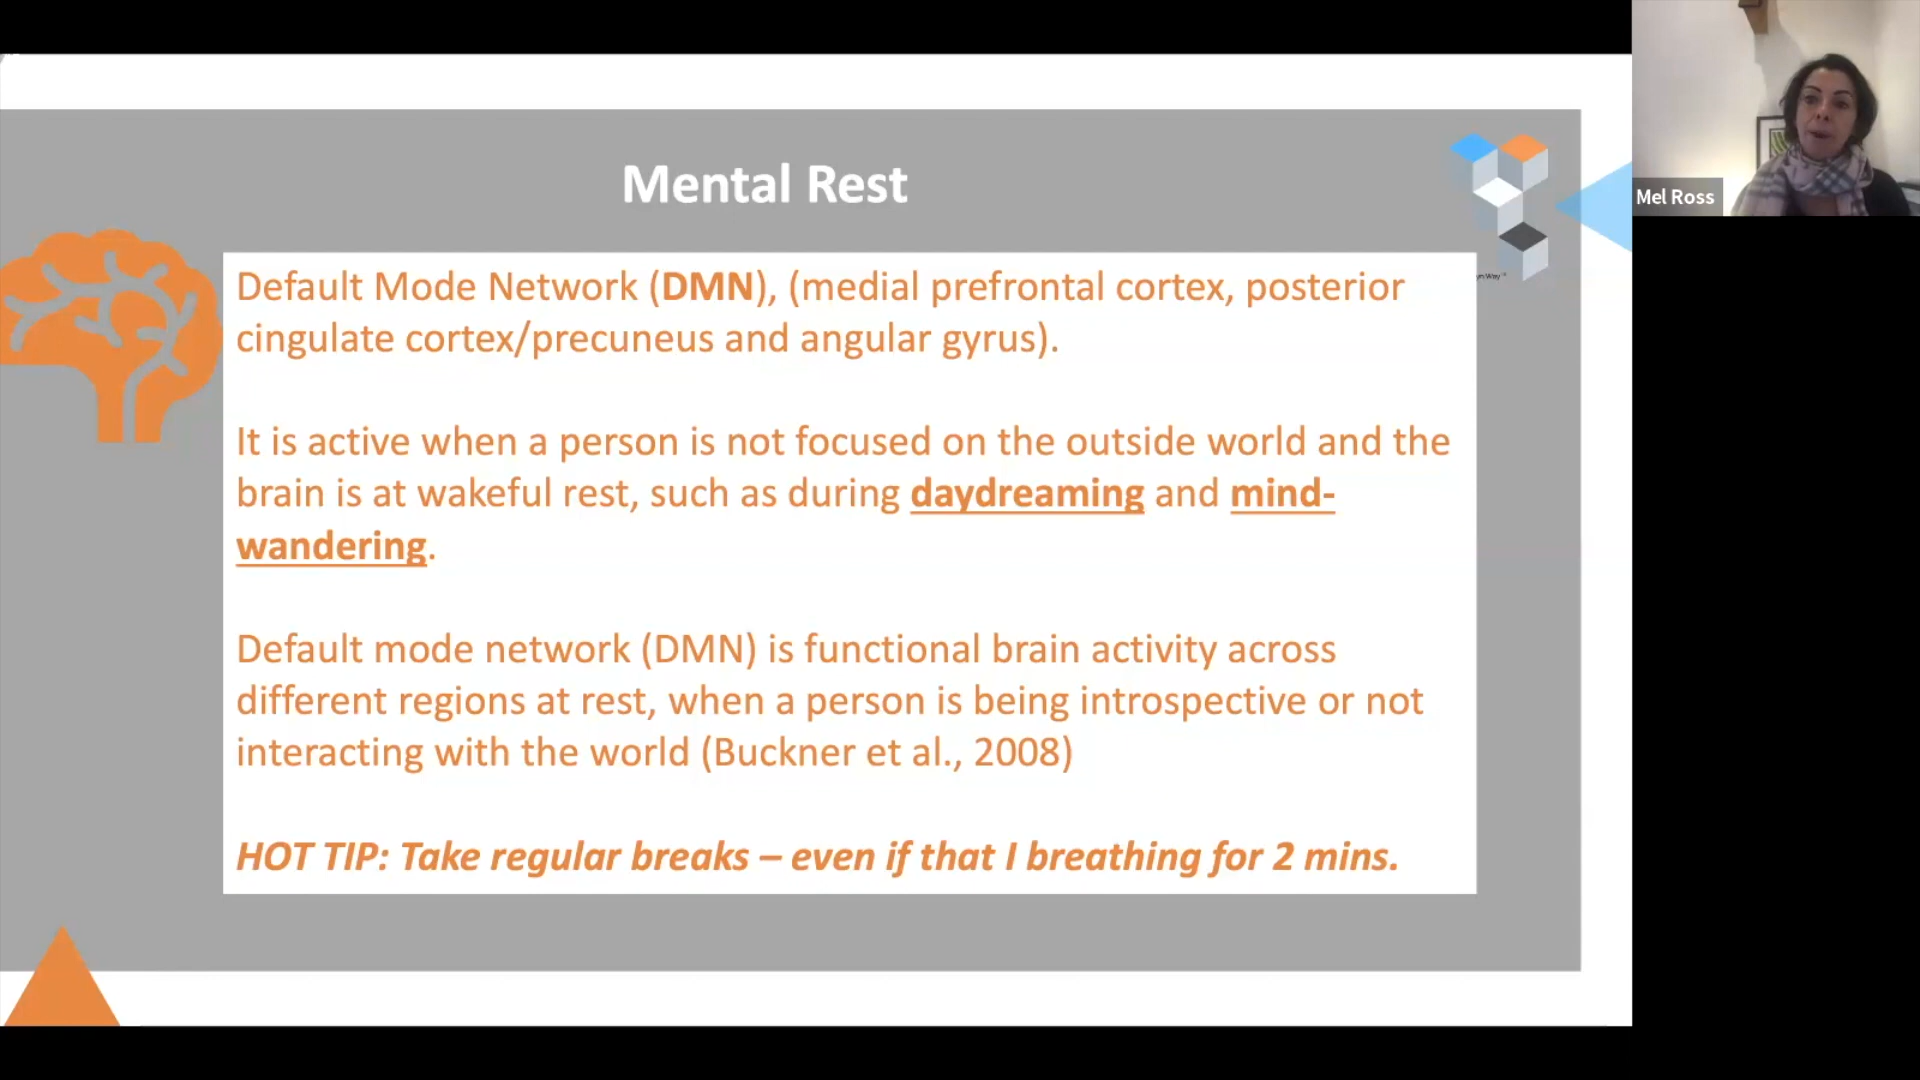 Mental Rest
Mel Ross
Default Mode Network (DMN), (medial prefrontal cortex, posterior
cingulate cortex/precuneus and angular gyrus).
It is active when a person is not focused on the outside world and the
brain is at wakeful rest, such as during daydreaming and mind-
wandering.
Default mode network (DMN) is functional brain activity across
different regions at rest, when a person is being introspective or not
interacting with the world (Buckner et al., 2008)
HOT TIP: Take regular breaks – even if that I breathing for 2 mins.